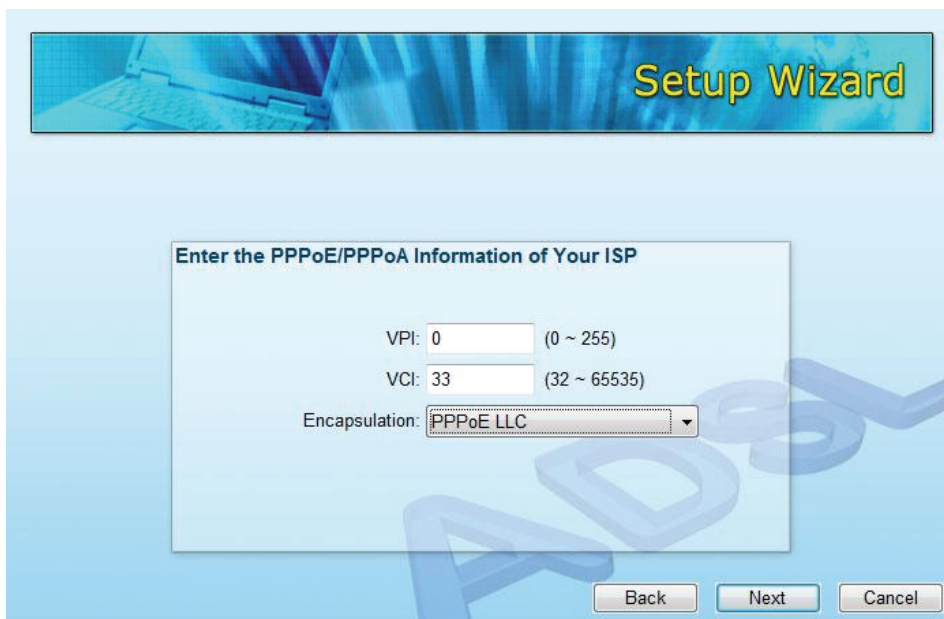 Setup Wizard
Enter the PPPoE/PPPoA Information of Your ISP
VPI: 0 (0 ~ 255)
VCI: 33 (32 ~ 65535)
Encapsulation: PPPoE LLC
ADSL
Back Next Cancel